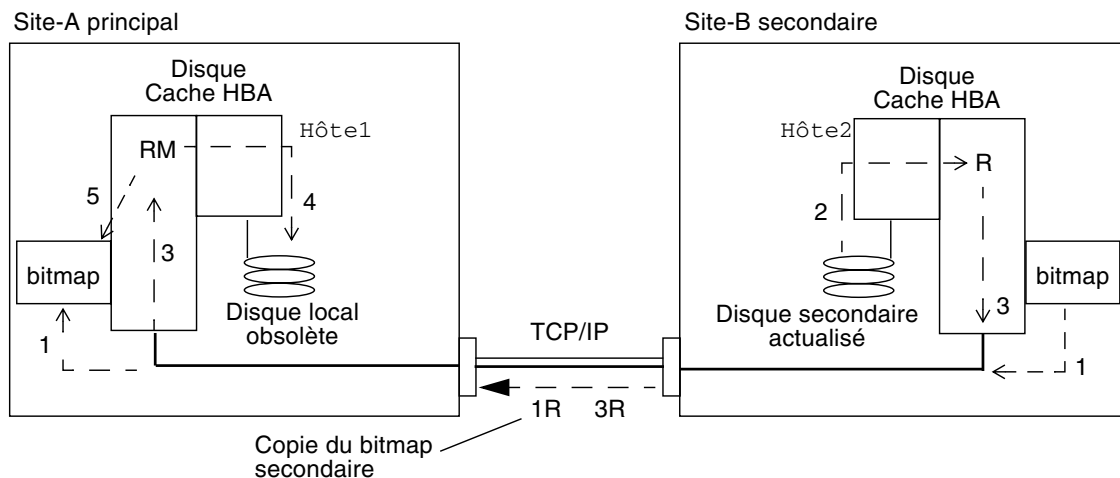 Site-A principal
Site-B secondaire
Disque
Cache HBA
Disque
Cache HBA
Hôte1
Hôte2
RM
R
5
4
3
2
3
bitmap
bitmap
Disque local
obsolète
Disque secondaire
actualisé
1
TCP/IP
1
1R 3R
Copie du bitmap
secondaire